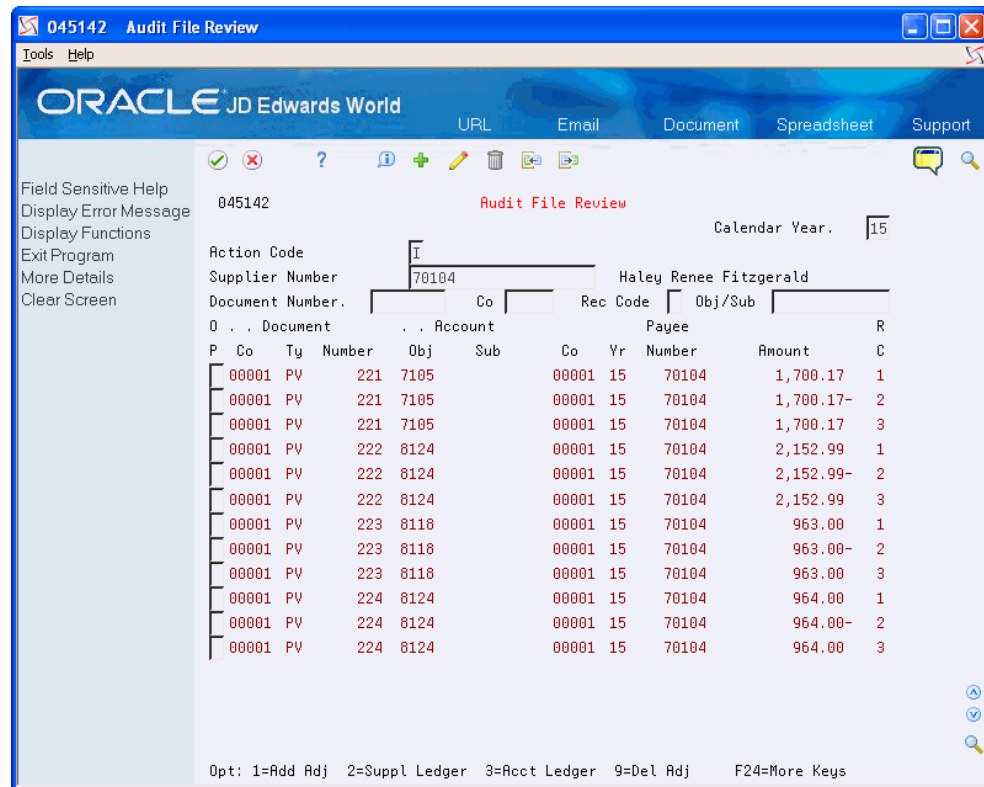 045142 Audit File Review
Tools Help
ORACLE JD Edwards World
URL Email Document Spreadsheet Support
?
Field Sensitive Help
Display Error Message
Display Functions
Exit Program
More Details
Clear Screen
045142 Audit File Review
Calendar Year. 15
Action Code I
Supplier Number 70104 Haley Renee Fitzgerald
Document Number. Co Rec Code Obj/Sub
O . . Document . . Account Payee R
P Co Ty Number Obj Sub Co Yr Number Amount C
00001 PV 221 7105 00001 15 70104 1,700.17 1
00001 PV 221 7105 00001 15 70104 1,700.17- 2
00001 PV 221 7105 00001 15 70104 1,700.17 3
00001 PV 222 8124 00001 15 70104 2,152.99 1
00001 PV 222 8124 00001 15 70104 2,152.99- 2
00001 PV 222 8124 00001 15 70104 2,152.99 3
00001 PV 223 8118 00001 15 70104 963.00 1
00001 PV 223 8118 00001 15 70104 963.00- 2
00001 PV 223 8118 00001 15 70104 963.00 3
00001 PV 224 8124 00001 15 70104 964.00 1
00001 PV 224 8124 00001 15 70104 964.00- 2
00001 PV 224 8124 00001 15 70104 964.00 3
Opt: 1=Add Adj 2=Suppl Ledger 3=Acct Ledger 9=Del Adj F24=More Keys